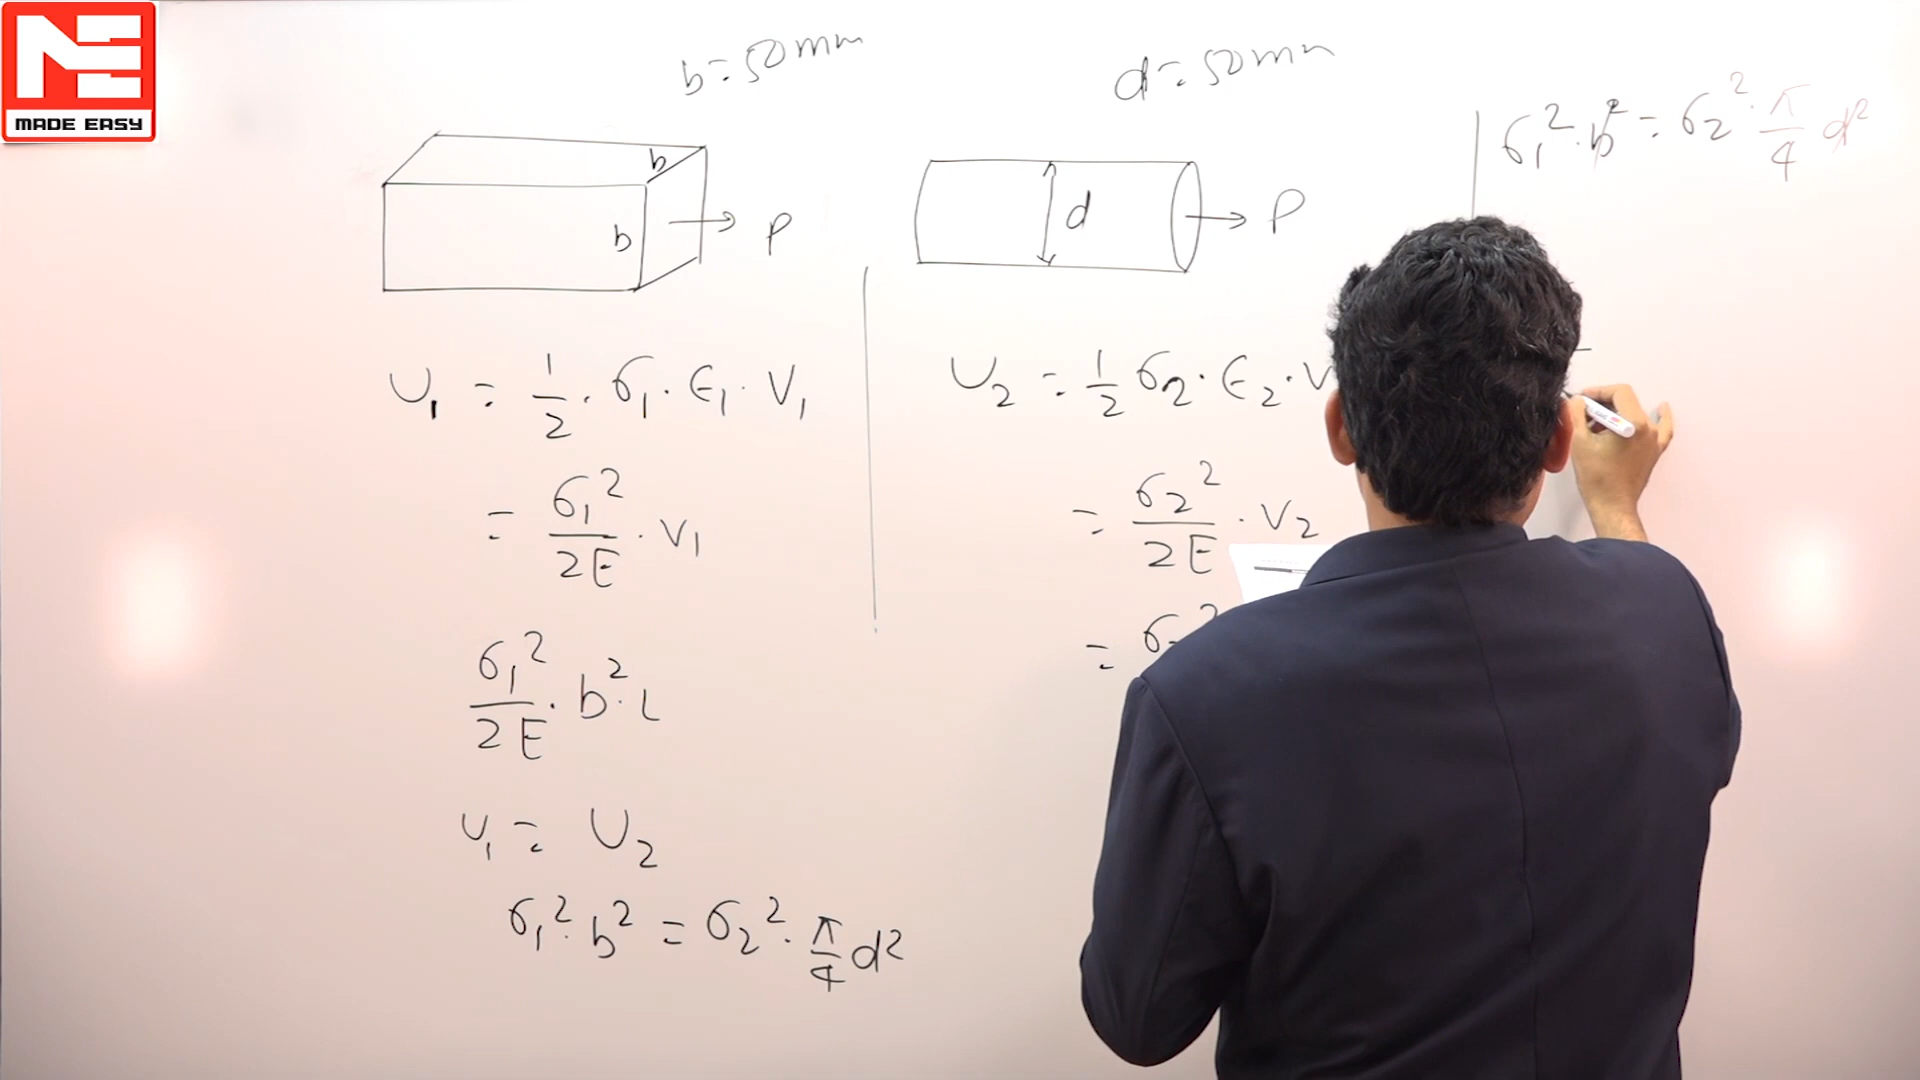 MADE EASY
b = 50mm
b
b
P
U₁ = 1/2 · σ₁ · ε₁ · V₁
= σ₁²/2E · V₁
σ₁²/2E · b² · L
U₁ = U₂
σ₁² · b² = σ₂² · π/4 d²
d = 50mm
d
P
U₂ = 1/2 σ₂ · ε₂ · V
= σ₂²/2E · V₂
=
σ₁² · b² = σ₂² · π/4 d²